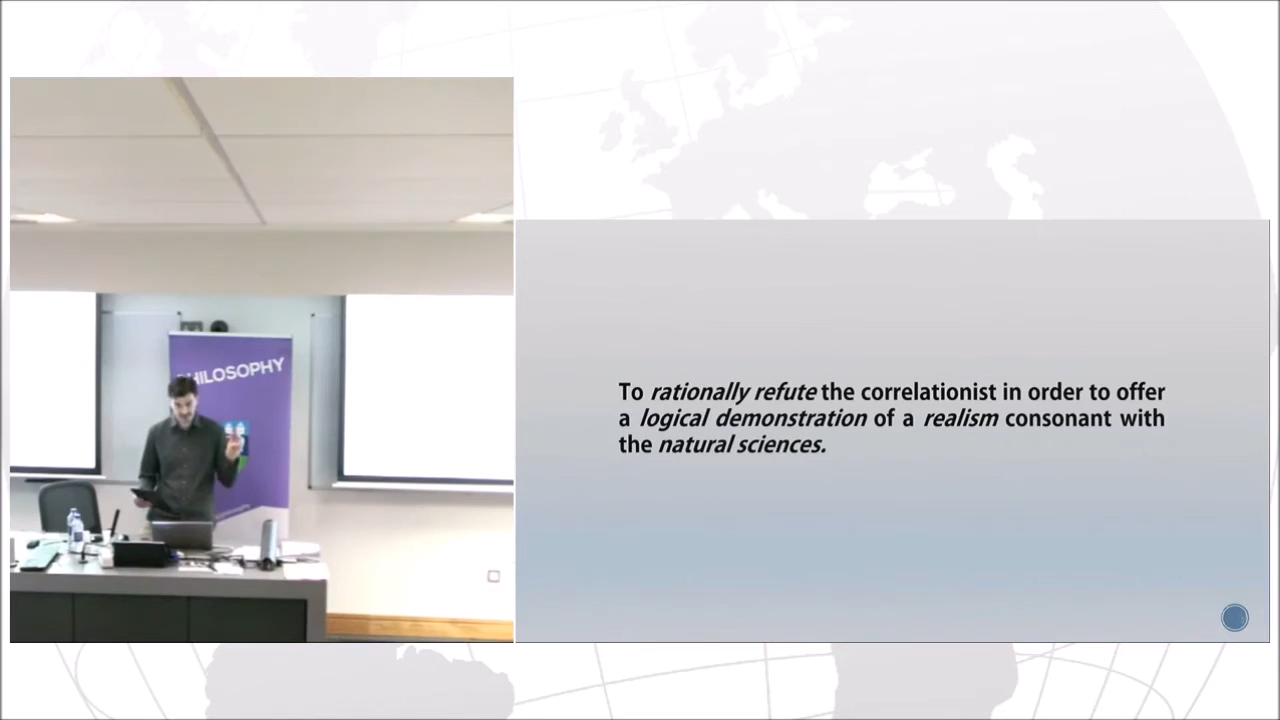 PHILOSOPHY
To rationally refute the correlationist in order to offer
a logical demonstration of a realism consonant with
the natural sciences.